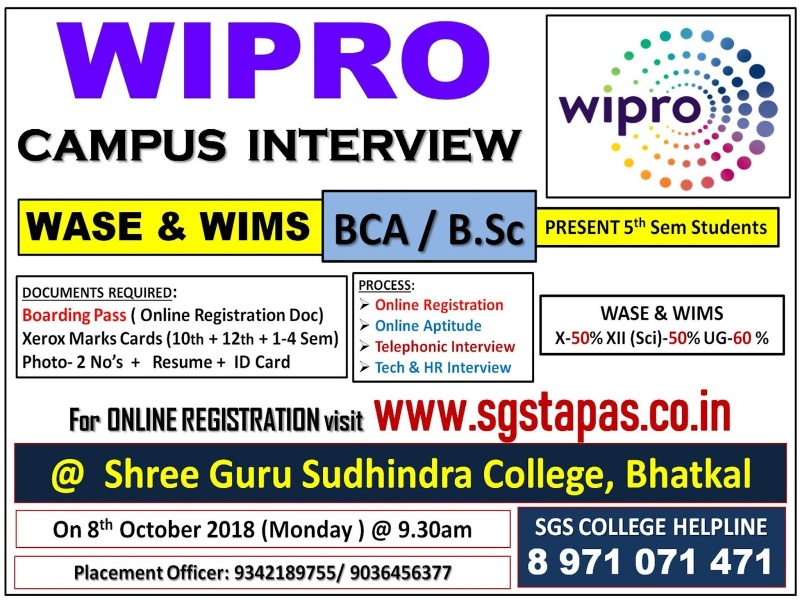 WIPRO
CAMPUS INTERVIEW
wipro
WASE & WIMS
BCA / B.Sc
PRESENT 5th Sem Students
DOCUMENTS REQUIRED:
Boarding Pass ( Online Registration Doc)
Xerox Marks Cards (10th + 12th + 1-4 Sem)
Photo- 2 No's + Resume + ID Card
PROCESS:
➢ Online Registration
➢ Online Aptitude
➢ Telephonic Interview
➢ Tech & HR Interview
WASE & WIMS
X-50% XII (Sci)-50% UG-60 %
For ONLINE REGISTRATION visit www.sgstapas.co.in
@ Shree Guru Sudhindra College, Bhatkal
On 8th October 2018 (Monday ) @ 9.30am
Placement Officer: 9342189755/ 9036456377
SGS COLLEGE HELPLINE
8 971 071 471